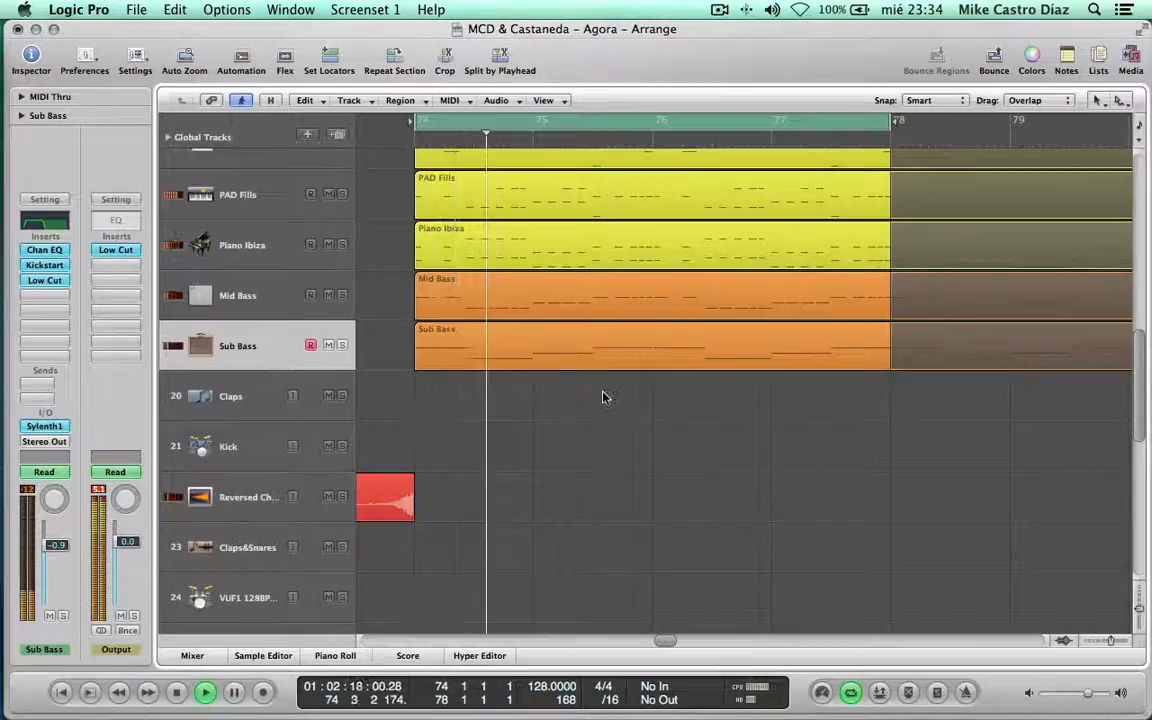 Logic Pro File Edit Options Window Screenset 1 Help 100% mié 23:34 Mike Castro Díaz
MCD & Castaneda – Agora – Arrange
Inspector Preferences Settings Auto Zoom Automation Flex Set Locators Repeat Section Crop Split by Playhead Bounce Regions Bounce Colors Notes Lists Media
MIDI Thru
Edit Track Region MIDI Audio View Snap: Smart Drag: Overlap
H
Sub Bass
Global Tracks
74 75 76 77 78 79
PAD Fills R M S PAD Fills
Setting Setting
EQ
Inserts Inserts
Piano Ibiza R M S Piano Ibiza
Chan EQ Low Cut
Kickstart
Low Cut
Mid Bass R M S Mid Bass
Sub Bass R M S Sub Bass
Sends
20 Claps I M S
I/O
Sylenth1
Stereo Out
21 Kick I M S
Read Read
Reversed Ch... I M S
-0.9 0.0
23 Claps&Snares I M S
24 VUF1 128BP... I M S
M S M S
Bnce
Sub Bass Output
Mixer Sample Editor Piano Roll Score Hyper Editor
01 : 02 : 18 : 00.28 74 1 1 1 128.0000 4/4 No In CPU
74 3 2 174. 78 1 1 1 168 /16 No Out HD